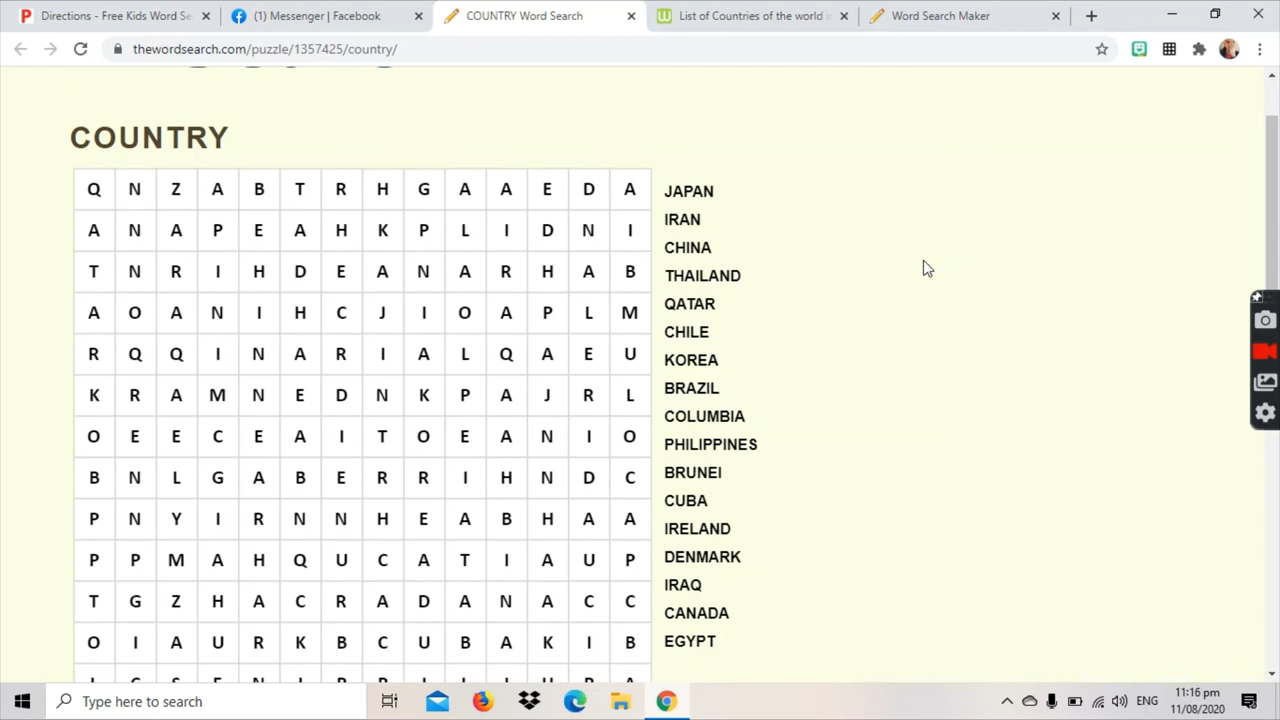 Directions - Free Kids Word Se
(1) Messenger | Facebook
COUNTRY Word Search
List of Countries of the world i
Word Search Maker
thewordsearch.com/puzzle/1357425/country/
COUNTRY
Q N Z A B T R H G A A E D A
A N A P E A H K P L I D N I
T N R I H D E A N A R H A B
A O A N I H C J I O A P L M
R Q Q I N A R I A L Q A E U
K R A M N E D N K P A J R L
O E E C E A I T O E A N I O
B N L G A B E R R I H N D C
P N Y I R N N H E A B H A A
P P M A H Q U C A T I A U P
T G Z H A C R A D A N A C C
O I A U R K B C U B A K I B
JAPAN
IRAN
CHINA
THAILAND
QATAR
CHILE
KOREA
BRAZIL
COLUMBIA
PHILIPPINES
BRUNEI
CUBA
IRELAND
DENMARK
IRAQ
CANADA
EGYPT
Type here to search
ENG
11:16 pm
11/08/2020